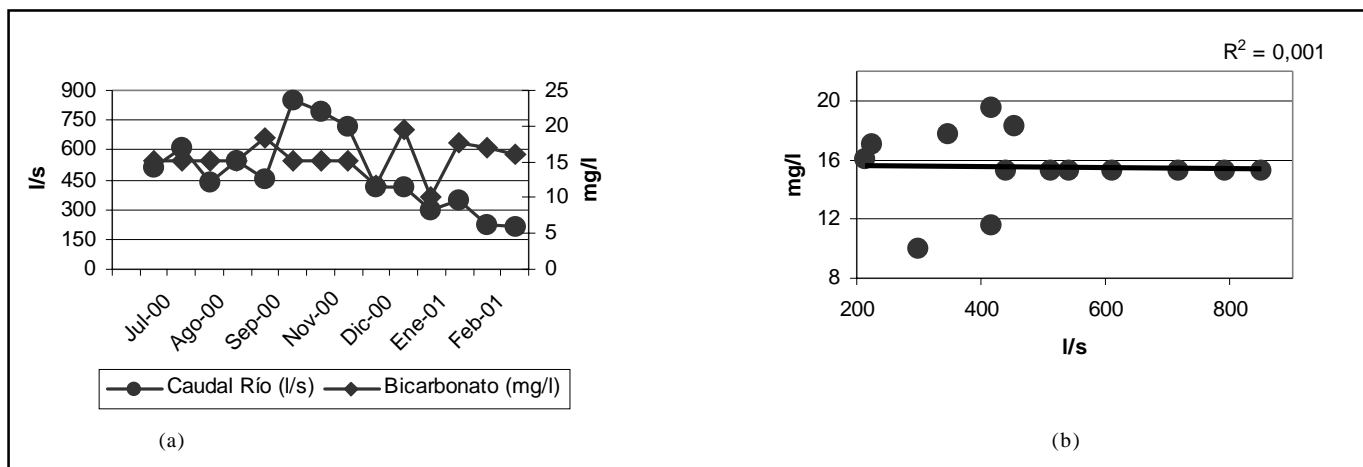 900
750
600
450
300
150
0
l/s
25
20
15
10
5
0
mg/l
Jul-00
Ago-00
Sep-00
Nov-00
Dic-00
Ene-01
Feb-01
Caudal Río (l/s)
Bicarbonato (mg/l)
(a)
R² = 0,001
20
16
12
8
mg/l
200
400
600
800
l/s
(b)